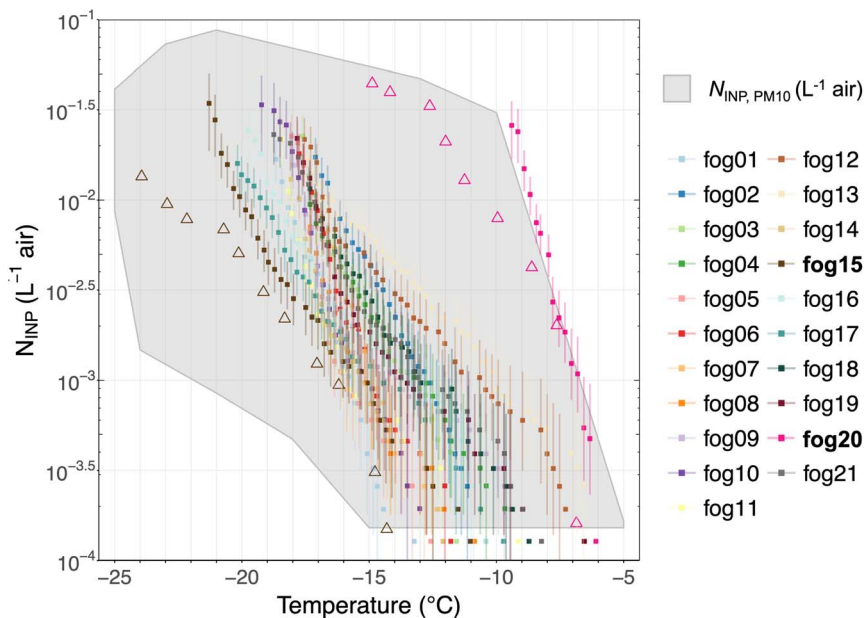 10⁻¹
10⁻¹·⁵
10⁻²
10⁻²·⁵
10⁻³
10⁻³·⁵
10⁻⁴
N_INP (L⁻¹ air)
−25 −20 −15 −10 −5
Temperature (°C)
N_INP, PM10 (L⁻¹ air)
fog01
fog02
fog03
fog04
fog05
fog06
fog07
fog08
fog09
fog10
fog11
fog12
fog13
fog14
fog15
fog16
fog17
fog18
fog19
fog20
fog21